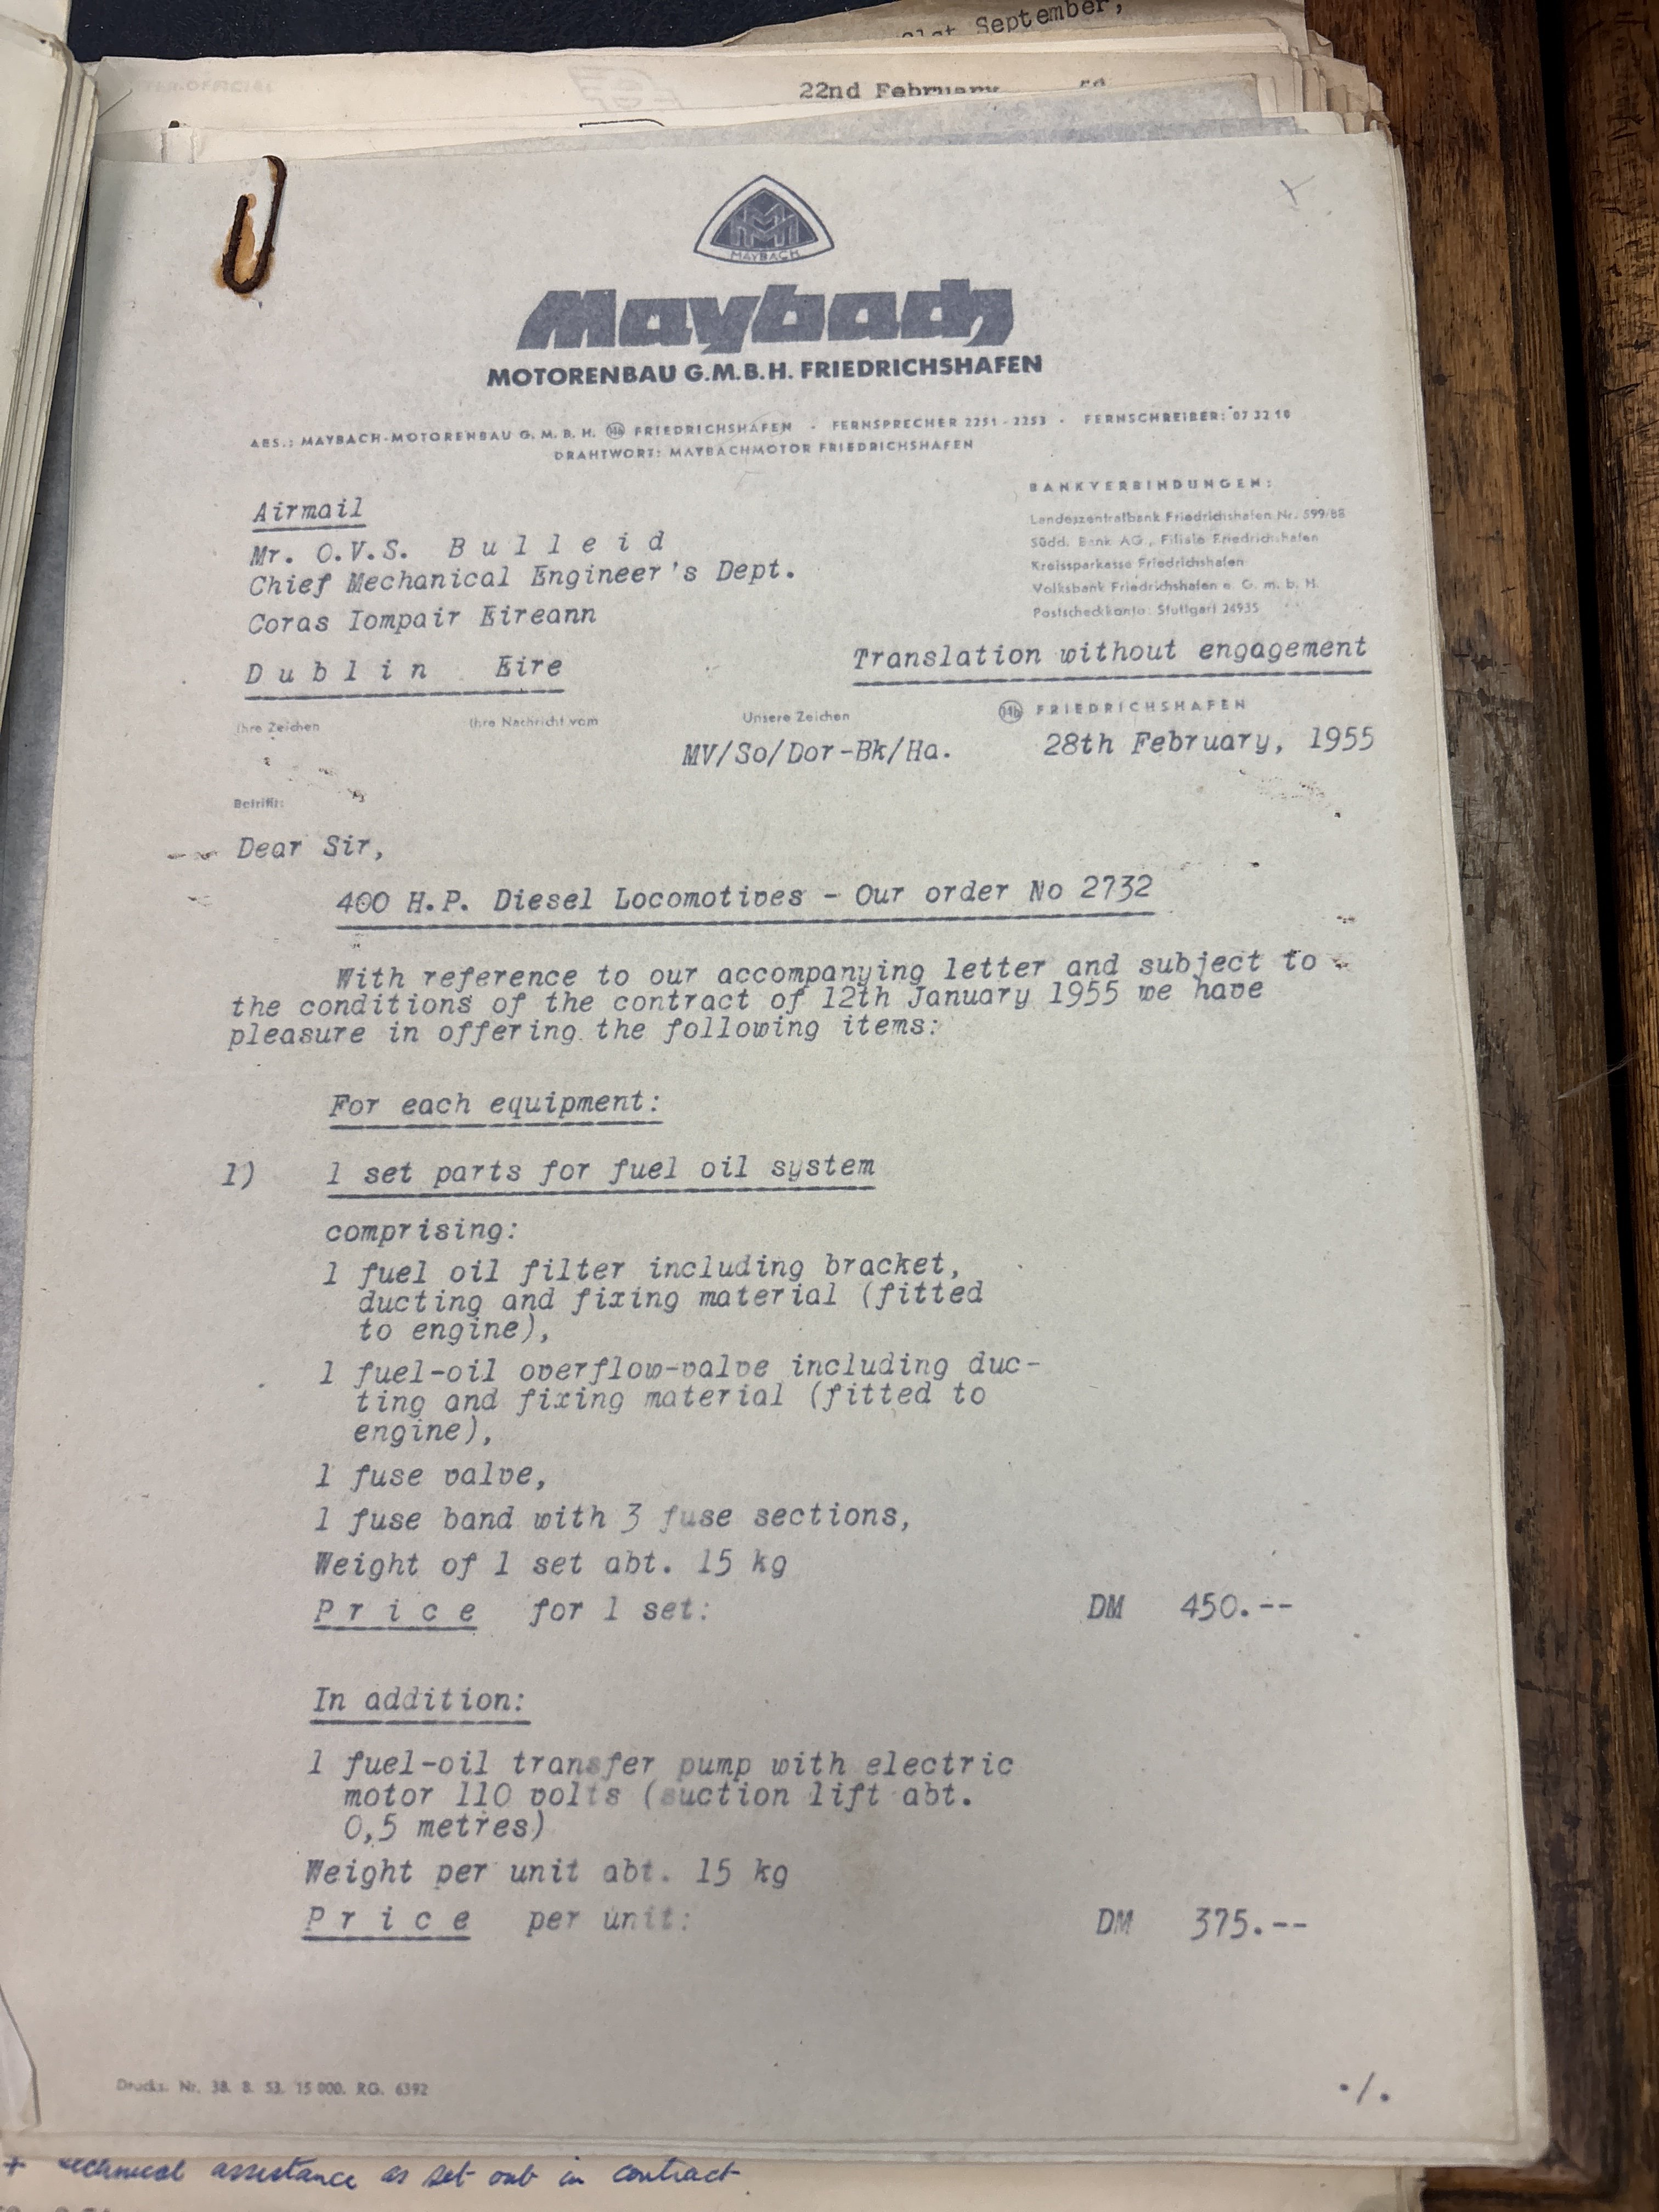 21st September,
22nd February
MAYBACH
Maybach
MOTORENBAU G.M.B.H. FRIEDRICHSHAFEN
ABS.: MAYBACH-MOTORENBAU G. M. B. H. 14b FRIEDRICHSHAFEN - FERNSPRECHER 2251 - 2253 - FERNSCHREIBER: 07 32 10
DRAHTWORT: MAYBACHMOTOR FRIEDRICHSHAFEN
BANKVERBINDUNGEN:
Landeszentralbank Friedrichshafen Nr. 599/88
Südd. Bank AG., Filiale Friedrichshafen
Kreissparkasse Friedrichshafen
Volksbank Friedrichshafen e. G. m. b. H.
Postscheckkonto: Stuttgart 24935
Airmail
Mr. O.V.S. Bulleid
Chief Mechanical Engineer's Dept.
Coras Iompair Eireann
Dublin Eire
Translation without engagement
Ihre Zeichen Ihre Nachricht vom Unsere Zeichen 14b FRIEDRICHSHAFEN
MV/So/Dor-Bk/Ha. 28th February, 1955
Betrifft:
Dear Sir,
400 H.P. Diesel Locomotives - Our order No 2732
With reference to our accompanying letter and subject to
the conditions of the contract of 12th January 1955 we have
pleasure in offering the following items:
For each equipment:
1) 1 set parts for fuel oil system
comprising:
1 fuel oil filter including bracket,
ducting and fixing material (fitted
to engine),
1 fuel-oil overflow-valve including duc-
ting and fixing material (fitted to
engine),
1 fuse valve,
1 fuse band with 3 fuse sections,
Weight of 1 set abt. 15 kg
Price for 1 set: DM 450.--
In addition:
1 fuel-oil transfer pump with electric
motor 110 volts (suction lift abt.
0,5 metres)
Weight per unit abt. 15 kg
Price per unit: DM 375.--
Drucks. Nr. 38. 8. 53. 15 000. RG. 6392
./.
+ technical assistance as set out in contract